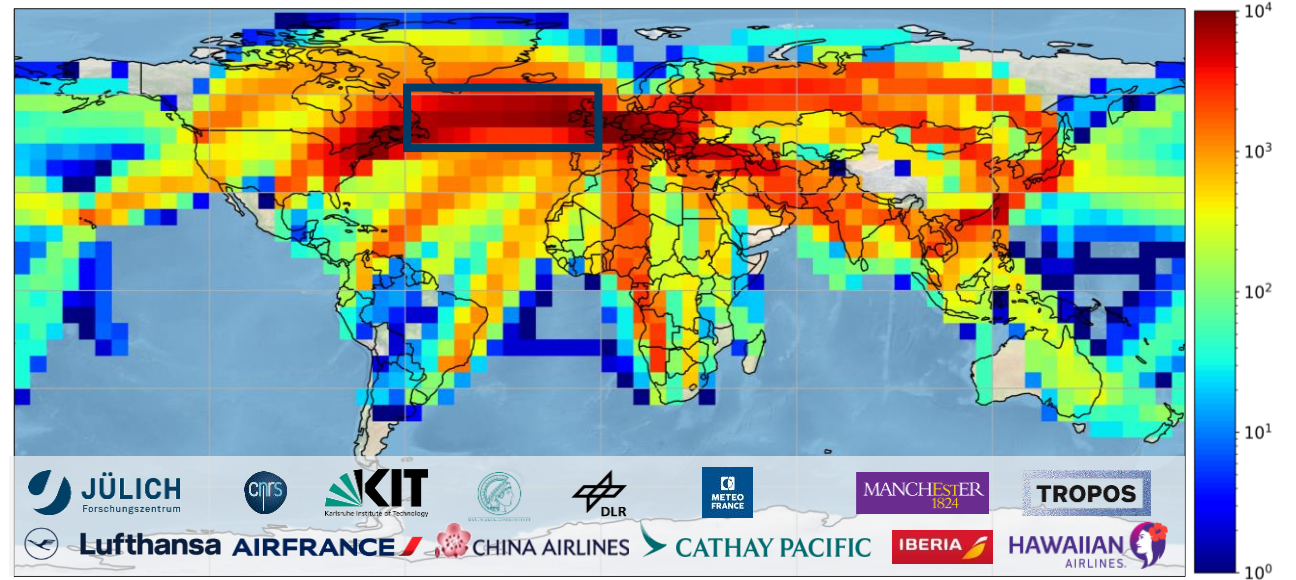 10⁴
10³
10²
10¹
10⁰
JÜLICH
Forschungszentrum
cnrs
KIT
Karlsruhe Institute of Technology
DLR
METEO
FRANCE
MANCHESTER
1824
TROPOS
Lufthansa
AIRFRANCE
CHINA AIRLINES
CATHAY PACIFIC
IBERIA
HAWAIIAN
AIRLINES.